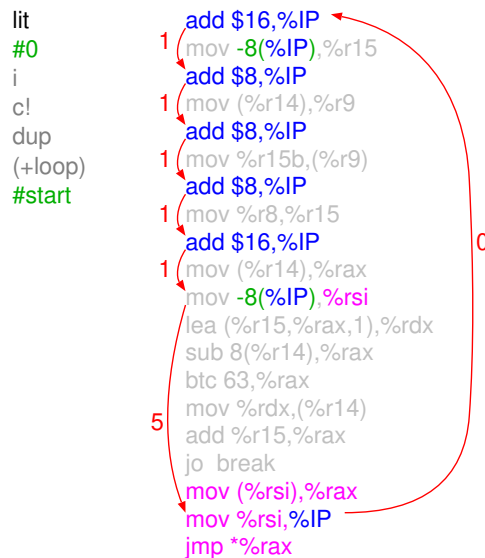 lit
#0
i
c!
dup
(+loop)
#start
add $16,%IP
mov -8(%IP),%r15
add $8,%IP
mov (%r14),%r9
add $8,%IP
mov %r15b,(%r9)
add $8,%IP
mov %r8,%r15
add $16,%IP
mov (%r14),%rax
mov -8(%IP),%rsi
lea (%r15,%rax,1),%rdx
sub 8(%r14),%rax
btc 63,%rax
mov %rdx,(%r14)
add %r15,%rax
jo break
mov (%rsi),%rax
mov %rsi,%IP
jmp *%rax
1
1
1
1
1
5
0